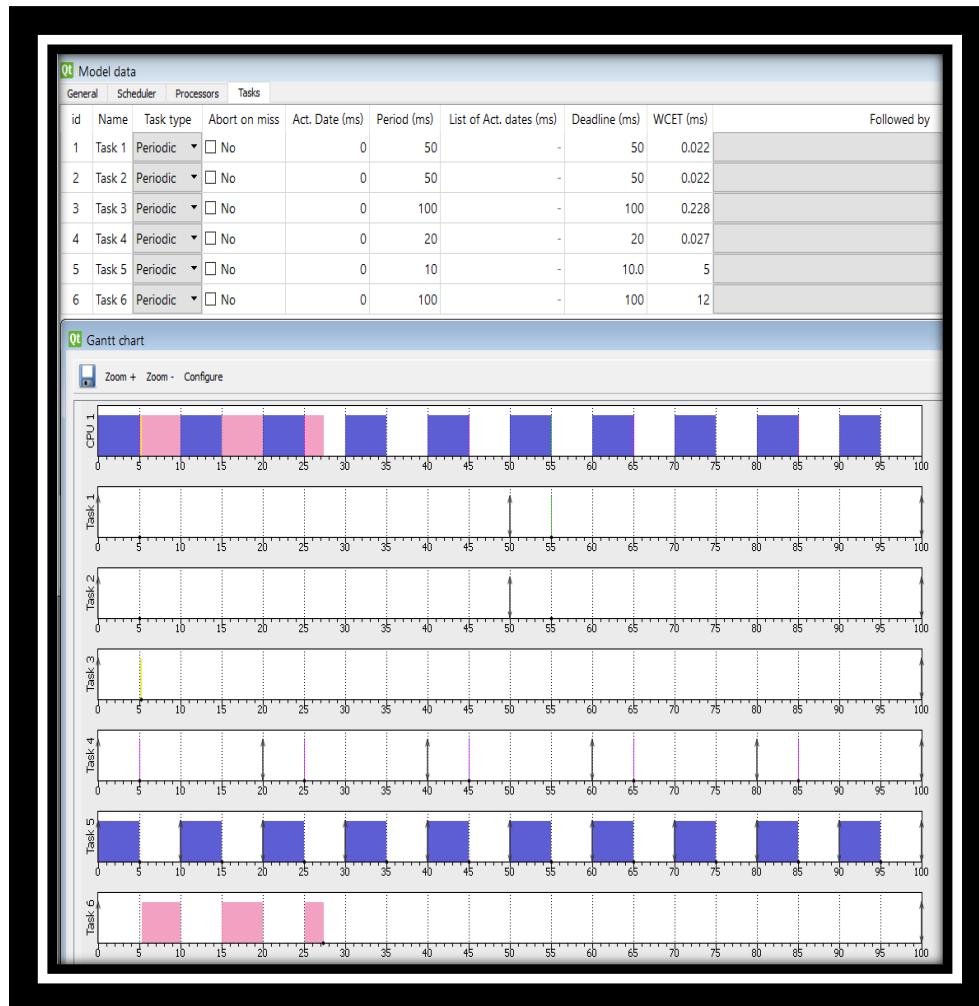 Qt Model data
General Scheduler Processors Tasks
id Name Task type Abort on miss Act. Date (ms) Period (ms) List of Act. dates (ms) Deadline (ms) WCET (ms) Followed by
1 Task 1 Periodic No 0 50 - 50 0.022
2 Task 2 Periodic No 0 50 - 50 0.022
3 Task 3 Periodic No 0 100 - 100 0.228
4 Task 4 Periodic No 0 20 - 20 0.027
5 Task 5 Periodic No 0 10 - 10.0 5
6 Task 6 Periodic No 0 100 - 100 12
Qt Gantt chart
Zoom + Zoom - Configure
CPU 1
0 5 10 15 20 25 30 35 40 45 50 55 60 65 70 75 80 85 90 95 100
Task 1
0 5 10 15 20 25 30 35 40 45 50 55 60 65 70 75 80 85 90 95 100
Task 2
0 5 10 15 20 25 30 35 40 45 50 55 60 65 70 75 80 85 90 95 100
Task 3
0 5 10 15 20 25 30 35 40 45 50 55 60 65 70 75 80 85 90 95 100
Task 4
0 5 10 15 20 25 30 35 40 45 50 55 60 65 70 75 80 85 90 95 100
Task 5
0 5 10 15 20 25 30 35 40 45 50 55 60 65 70 75 80 85 90 95 100
Task 6
0 5 10 15 20 25 30 35 40 45 50 55 60 65 70 75 80 85 90 95 100